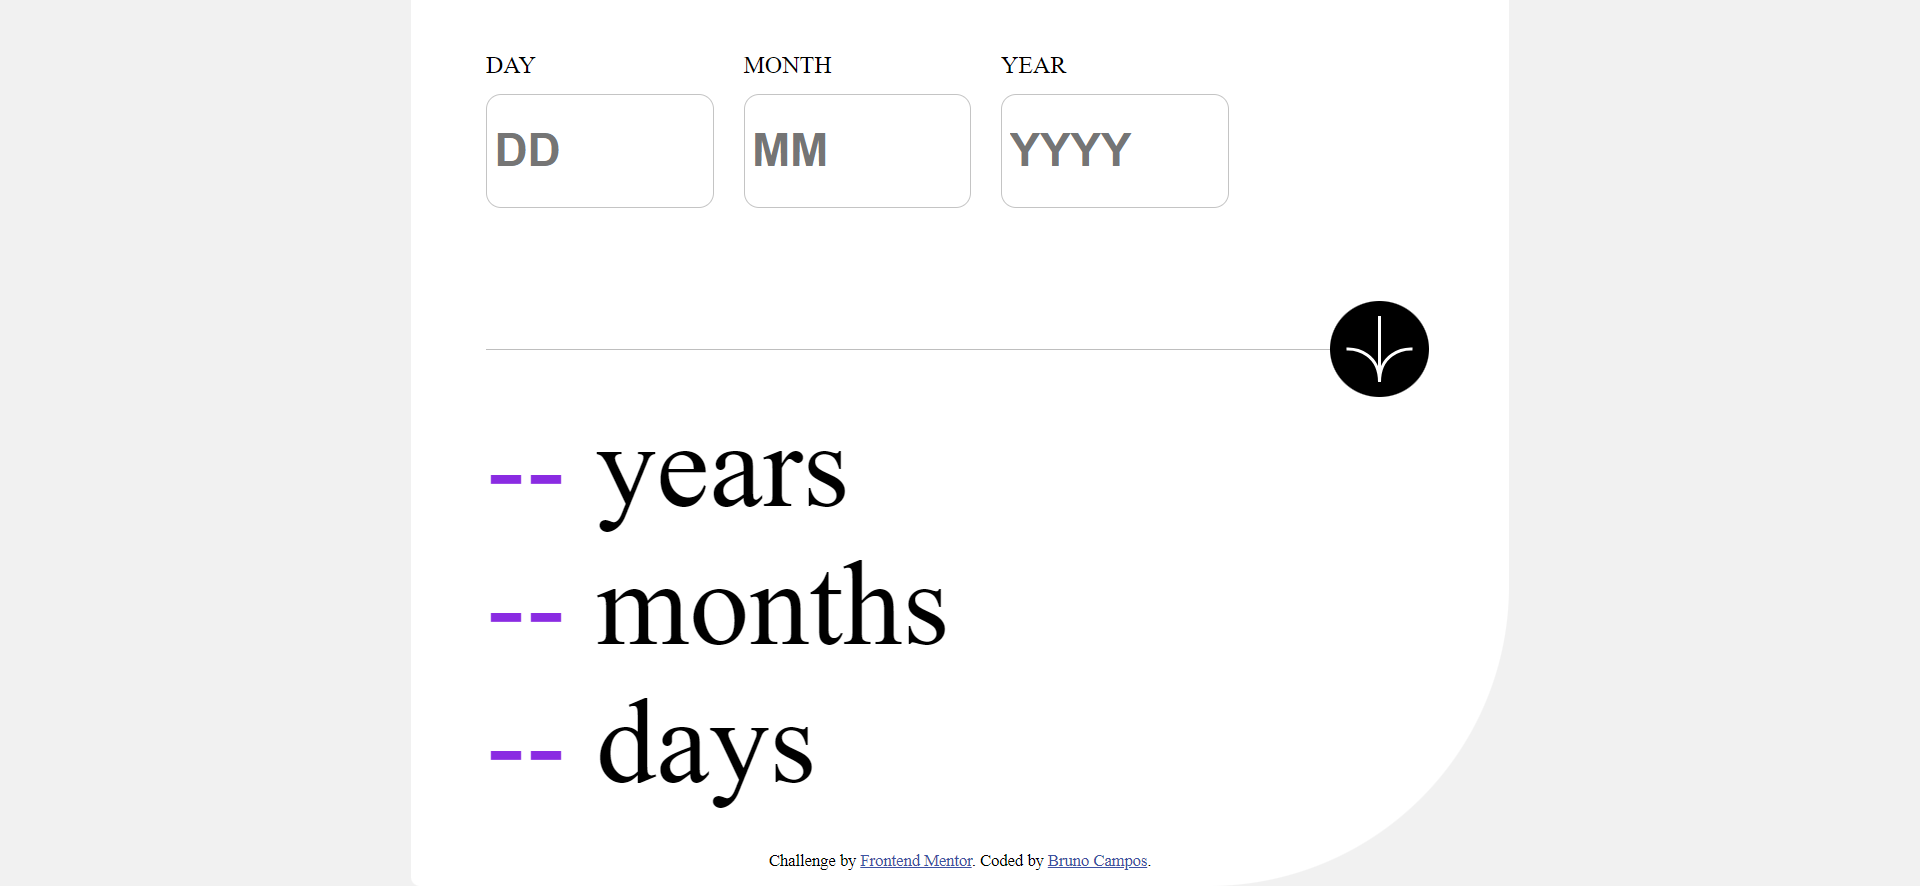 DAY MONTH YEAR
DD MM YYYY
-- years
-- months
-- days
Challenge by Frontend Mentor. Coded by Bruno Campos.